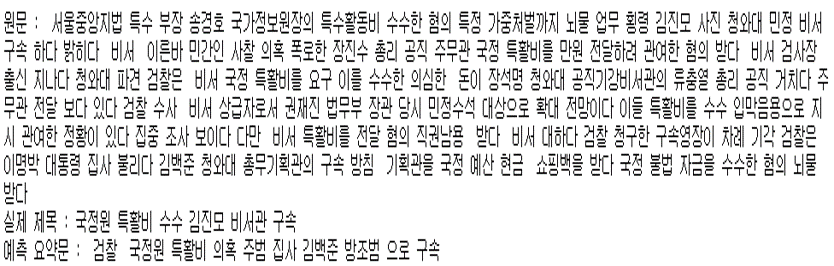 원문 :  서울중앙지법 특수 부장 송경호 국가정보원장의 특수활동비 수수한 혐의 특정 가중처벌까지 뇌물 업무 횡령 김진모 사진 청와대 민정 비서
구속 하다 밝히다  비서  이른바 민간인 사찰 의혹 폭로한 장진수 총리 공직 주무관 국정 특활비를 만원 전달하려 관여한 혐의 받다  비서 검사장
출신 지나다 청와대 파견 검찰은  비서 국정 특활비를 요구 이를 수수한 의심한  돈이 장석명 청와대 공직기강비서관의 류충열 총리 공직 거치다 주
무관 전달 보다 있다 검찰 수사  비서 상급자로서 권재진 법무부 장관 당시 민정수석 대상으로 확대 전망이다 이들 특활비를 수수 입막음용으로 지
시 관여한 정황이 있다 집중 조사 보이다 다만  비서 특활비를 전달 혐의 직권남용  받다  비서 대하다 검찰 청구한 구속영장이 차례 기각 검찰은
이명박 대통령 집사 불리다 김백준 청와대 총무기획관의 구속 방침  기획관을 국정 예산 현금  쇼핑백을 받다 국정 불법 자금을 수수한 혐의 뇌물
받다
실제 제목 : 국정원 특활비 수수 김진모 비서관 구속
예측 요약문 :  검찰  국정원 특활비 의혹 주범 집사 김백준 방조범 으로 구속